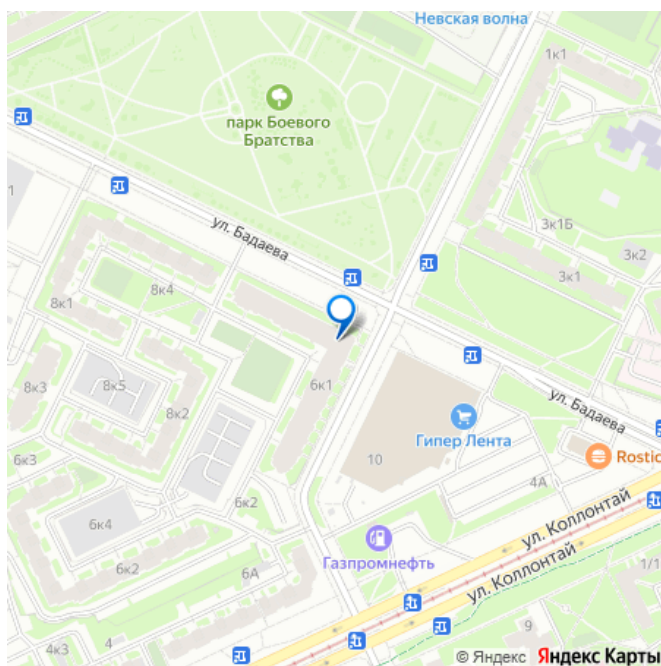 Невская волна
1к1
парк Боевого
Братства
1
ул. Бадаева
3к1Б
3к2
3к1
8к4
8к1
6к1
8к5
8к3
8к2
ул. Бадаева
Гипер Лента
Rostic
10
6к3
4А
6к2
6к4
ул. Коллонтай
Газпромнефть
6к2
6А
ул. Коллонтай
1/1
4к3
4
9
© Яндекс Яндекс Карты